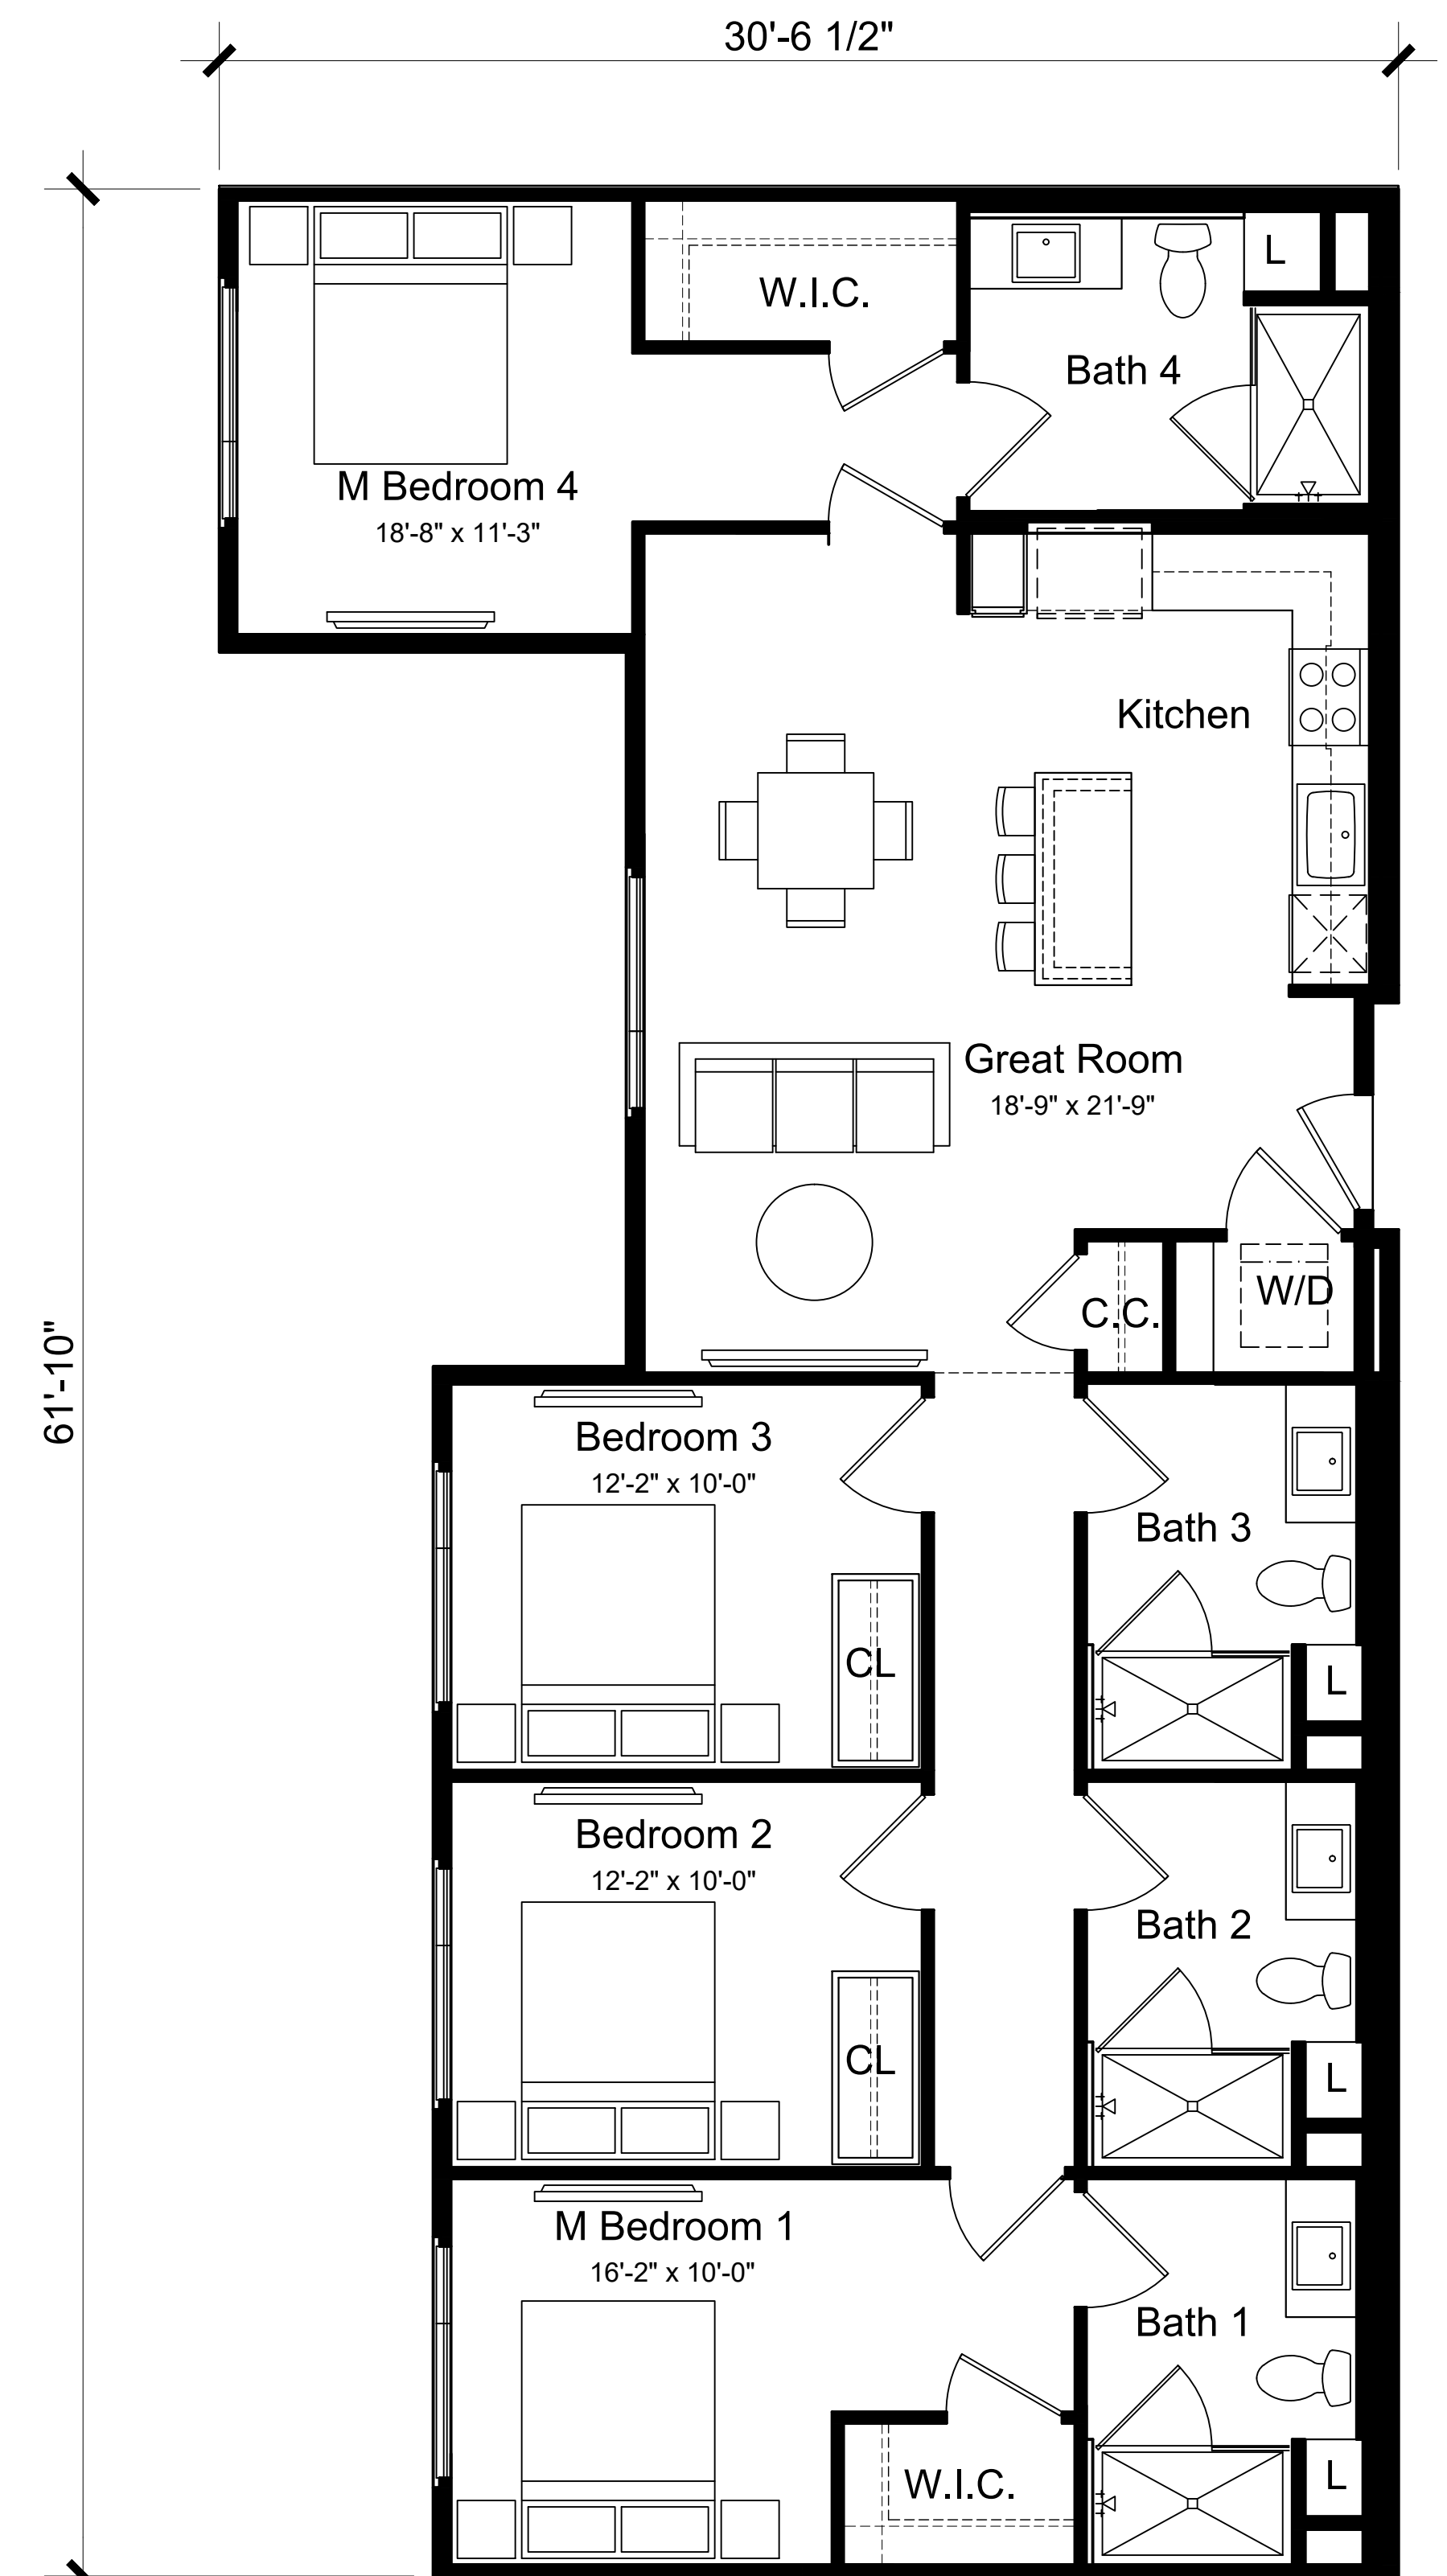 30'-6 1/2"
L
W.I.C.
Bath 4
M Bedroom 4
18'-8" x 11'-3"
Kitchen
Great Room
18'-9" x 21'-9"
W/D
C.C.
61'-10"
Bedroom 3
12'-2" x 10'-0"
Bath 3
CL
L
Bedroom 2
12'-2" x 10'-0"
Bath 2
CL
L
M Bedroom 1
16'-2" x 10'-0"
Bath 1
W.I.C.
L